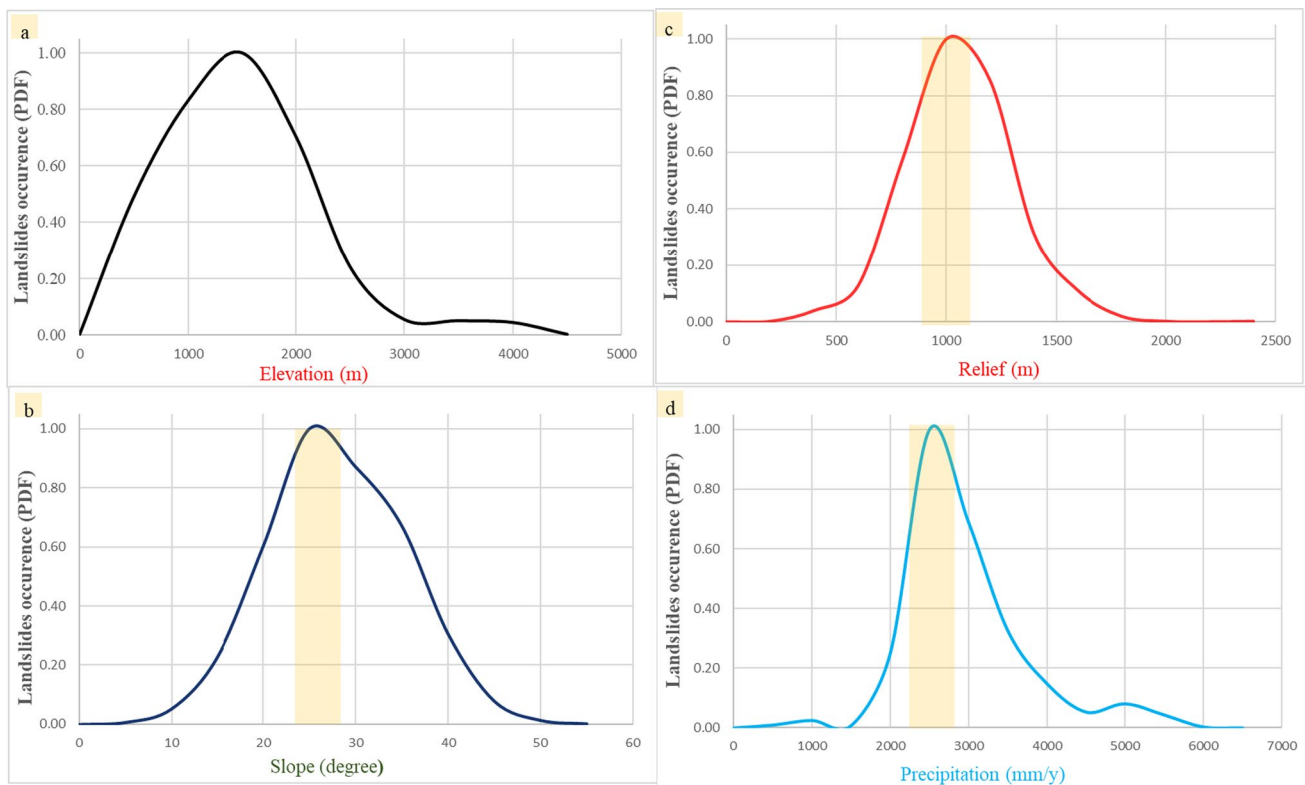 a
Landslides occurence (PDF)
1.00
0.80
0.60
0.40
0.20
0.00
0 1000 2000 3000 4000 5000
Elevation (m)
c
Landslides occurence (PDF)
1.00
0.80
0.60
0.40
0.20
0.00
0 500 1000 1500 2000 2500
Relief (m)
b
Landslides occurence (PDF)
1.00
0.80
0.60
0.40
0.20
0.00
0 10 20 30 40 50 60
Slope (degree)
d
Landslides occurence (PDF)
1.00
0.80
0.60
0.40
0.20
0.00
0 1000 2000 3000 4000 5000 6000 7000
Precipitation (mm/y)